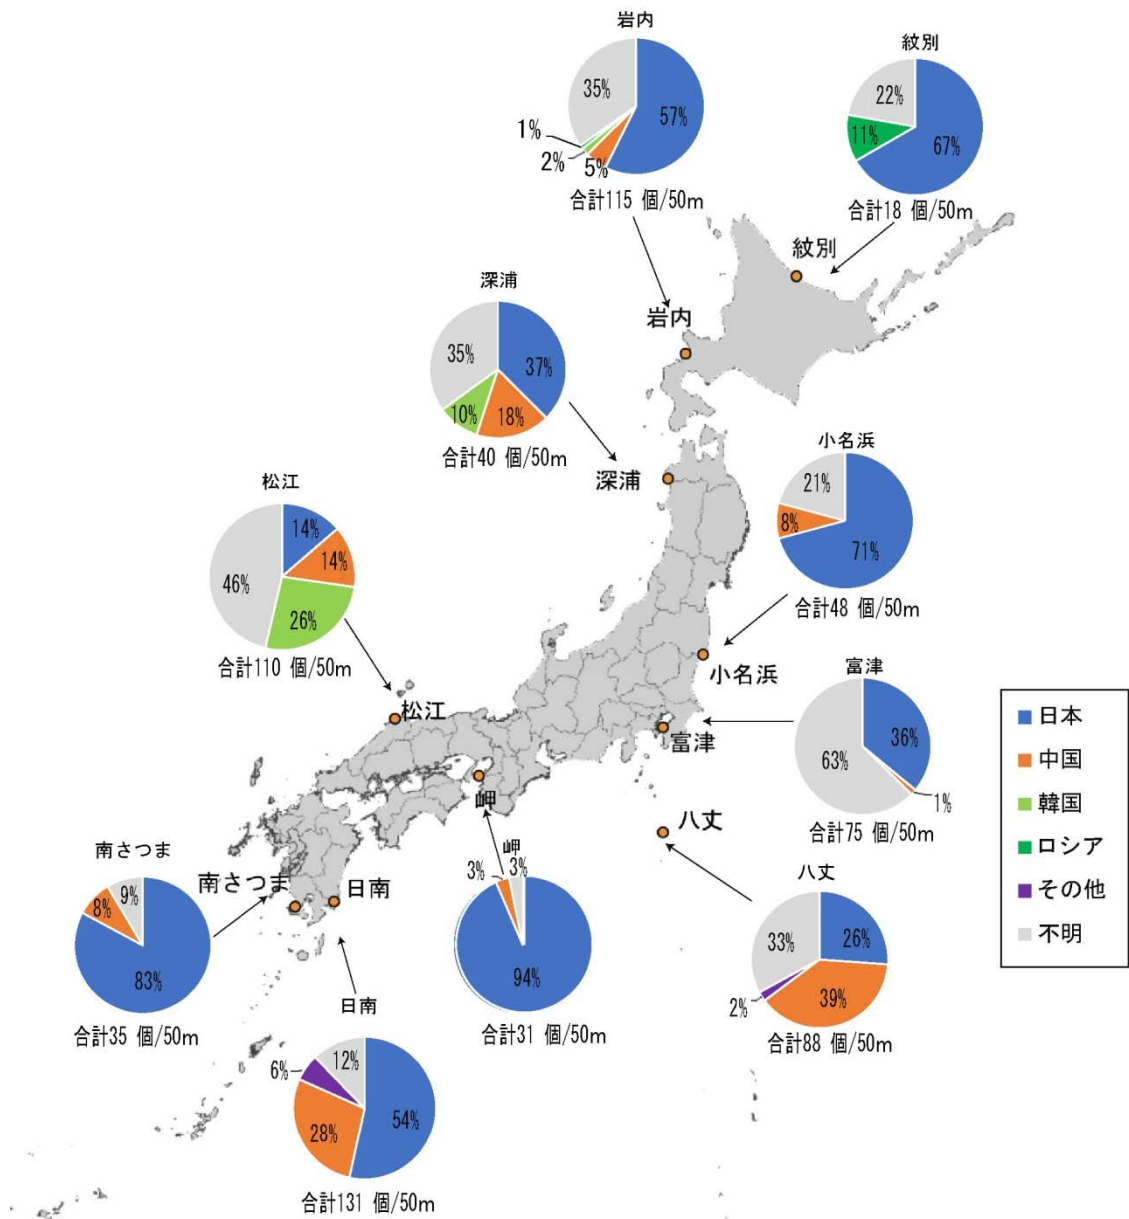 岩内
35%
57%
1%
2%
5%
合計115 個/50m
紋別
22%
11%
67%
合計18 個/50m
紋別
岩内
深浦
35%
37%
10%
18%
合計40 個/50m
深浦
小名浜
21%
8%
71%
合計48 個/50m
小名浜
松江
14%
14%
46%
26%
合計110 個/50m
松江
富津
36%
63%
1%
合計75 個/50m
富津
日本
中国
韓国
ロシア
その他
不明
岬
八丈
南さつま
8%
9%
83%
合計35 個/50m
南さつま
日南
岬
3%
3%
94%
合計31 個/50m
八丈
33%
26%
2%
39%
合計88 個/50m
日南
6%
12%
54%
28%
合計131 個/50m